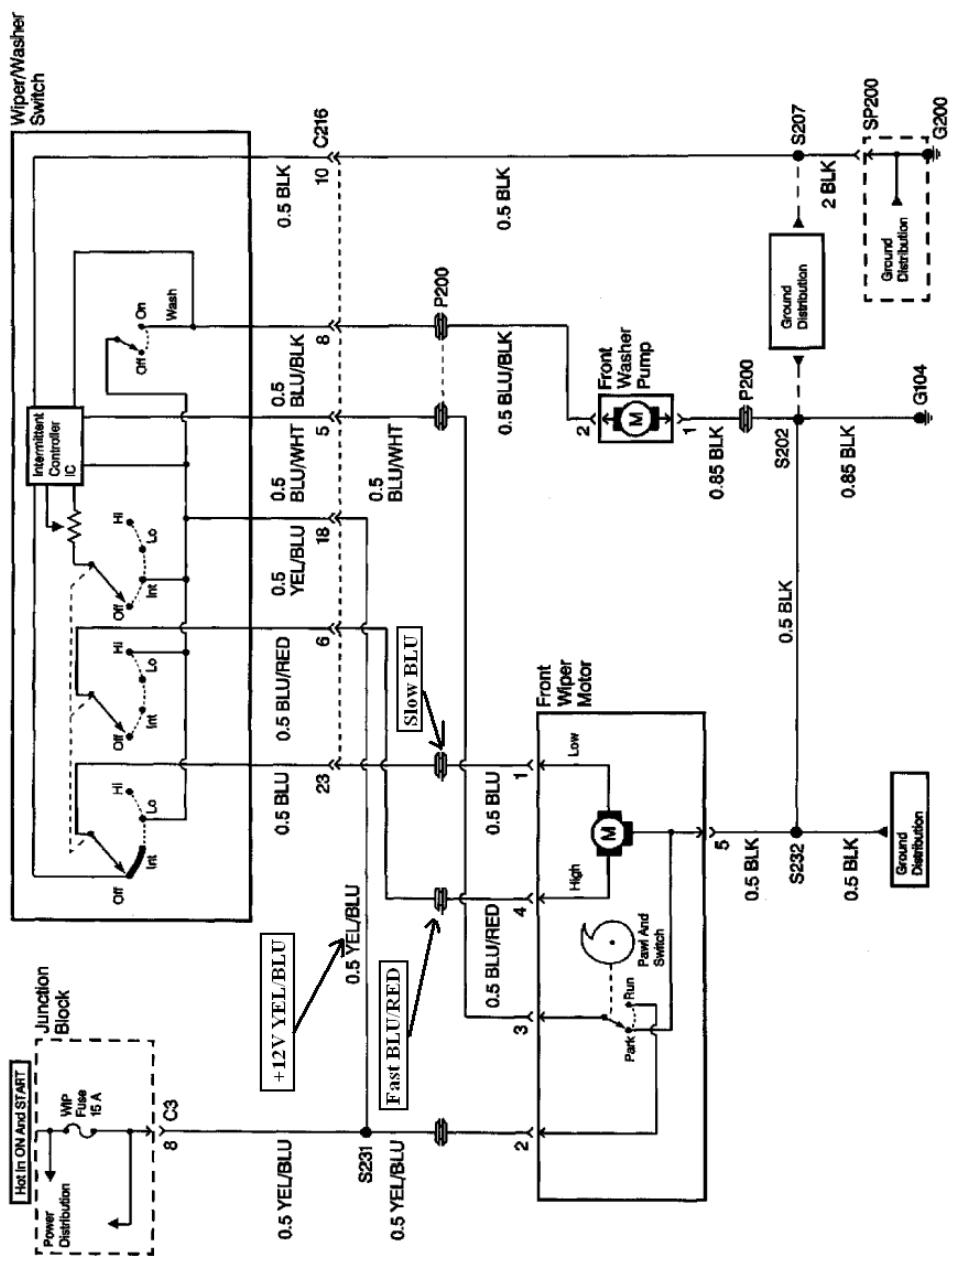 Wiper/Washer
Switch
Intermittent
Controller
IC
Off
Int
Lo
Hi
Off
Int
Lo
Hi
Off
Int
Lo
Hi
Off
On
Wash
0.5 BLU
23
0.5 BLU/RED
6
0.5
YEL/BLU
18
0.5
BLU/WHT
5
0.5
BLU/BLK
8
0.5 BLK
10
C216
Hot In ON And START
Junction
Block
Power
Distribution
WIP
Fuse
15 A
8
C3
0.5 YEL/BLU
S231
0.5 YEL/BLU
+12V YEL/BLU
0.5 YEL/BLU
Fast BLU/RED
Slow BLU
0.5
BLU/WHT
P200
0.5 BLU/RED
0.5 BLU
0.5 BLU/BLK
0.5 BLK
2
3
4
1
Front
Wiper
Motor
High
Low
M
Park
Run
Pawl And
Switch
5
0.5 BLK
S232
0.5 BLK
Ground
Distribution
0.5 BLK
Front
Washer
Pump
2
M
1
0.85 BLK
P200
S202
0.85 BLK
G104
Ground
Distribution
S207
2 BLK
SP200
Ground
Distribution
G200